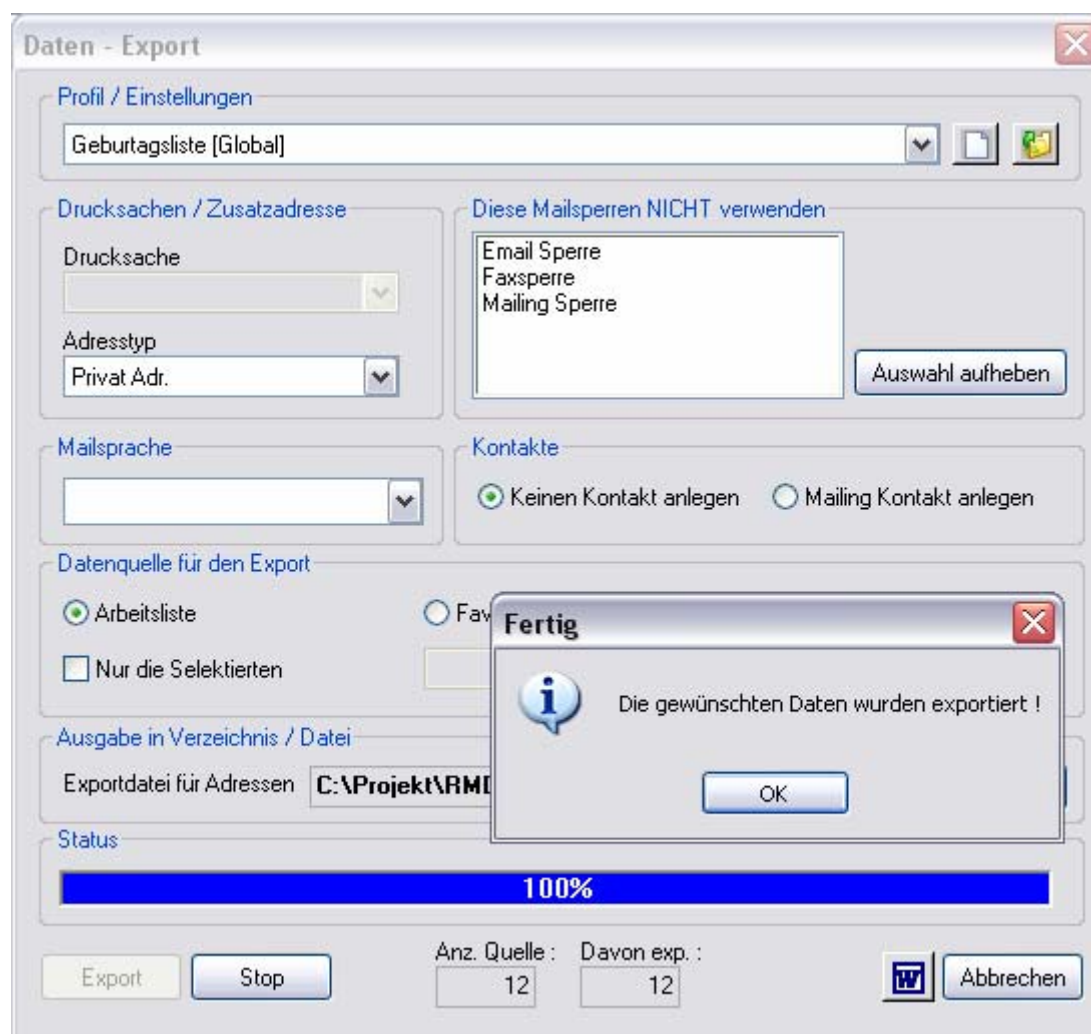 Daten - Export
Profil / Einstellungen
Geburtagsliste [Global]
Drucksachen / Zusatzadresse
Drucksache
Adresstyp
Privat Adr.
Diese Mailsperren NICHT verwenden
Email Sperre
Faxsperre
Mailing Sperre
Auswahl aufheben
Mailsprache
Kontakte
Keinen Kontakt anlegen
Mailing Kontakt anlegen
Datenquelle für den Export
Arbeitsliste
Fav
Nur die Selektierten
Fertig
Die gewünschten Daten wurden exportiert !
OK
Ausgabe in Verzeichnis / Datei
Exportdatei für Adressen
C:\Projekt\RMD
Status
100%
Export
Stop
Anz. Quelle :
12
Davon exp. :
12
W
Abbrechen